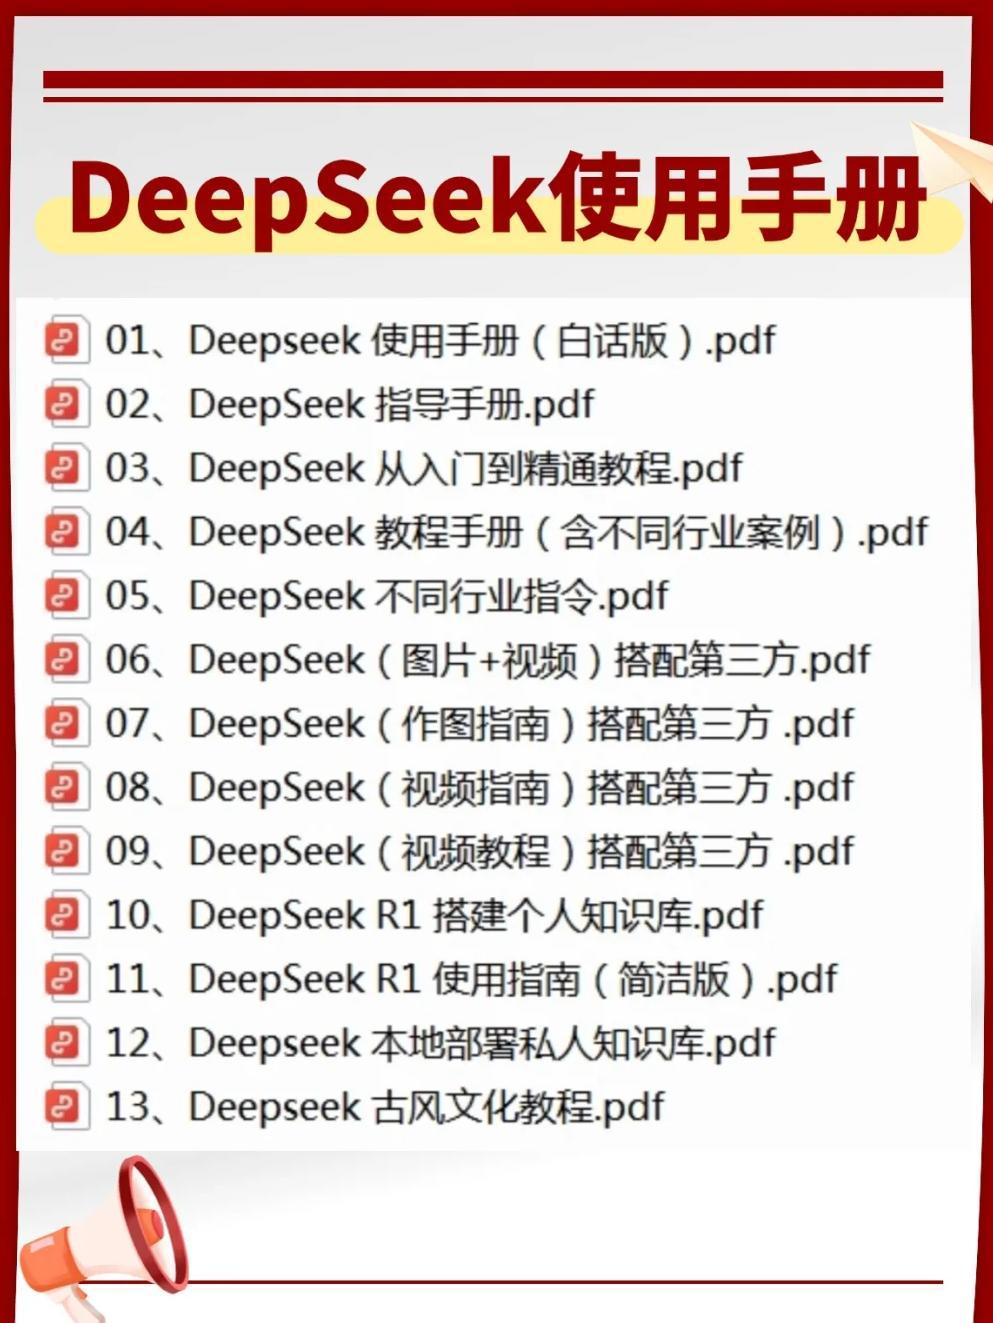 DeepSeek使用手册
01、Deepseek 使用手册（白话版）.pdf
02、DeepSeek 指导手册.pdf
03、DeepSeek 从入门到精通教程.pdf
04、DeepSeek 教程手册（含不同行业案例）.pdf
05、DeepSeek 不同行业指令.pdf
06、DeepSeek（图片+视频）搭配第三方.pdf
07、DeepSeek（作图指南）搭配第三方 .pdf
08、DeepSeek（视频指南）搭配第三方 .pdf
09、DeepSeek（视频教程）搭配第三方 .pdf
10、DeepSeek R1 搭建个人知识库.pdf
11、DeepSeek R1 使用指南（简洁版）.pdf
12、Deepseek 本地部署私人知识库.pdf
13、Deepseek 古风文化教程.pdf